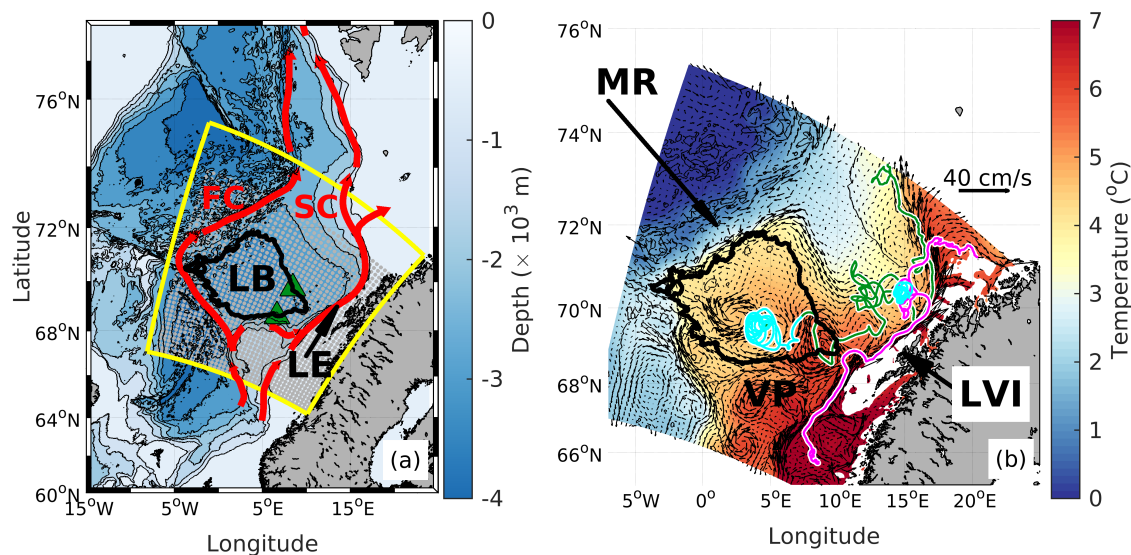 76°N
72°N
68°N
64°N
60°N
15°W
5°W
5°E
15°E
Latitude
Longitude
FC
SC
LB
LE
(a)
0
-1
-2
-3
-4
Depth (× 10³ m)
76°N
74°N
72°N
70°N
68°N
66°N
5°W
0°
5°E
10°E
15°E
20°E
Longitude
MR
40 cm/s
VP
LVI
(b)
7
6
5
4
3
2
1
0
Temperature (°C)